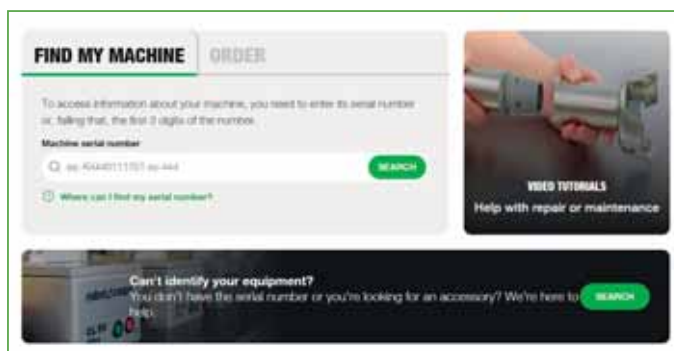 FIND MY MACHINE
ORDER
To access information about your machine, you need to enter its serial number
or, failing that, the first 3 digits of the number.
Machine serial number
SEARCH
Where can I find my serial number?
VIDEO TUTORIALS
Help with repair or maintenance
Can't identify your equipment?
You don't have the serial number or you're looking for an accessory? We're here to
help.
SEARCH